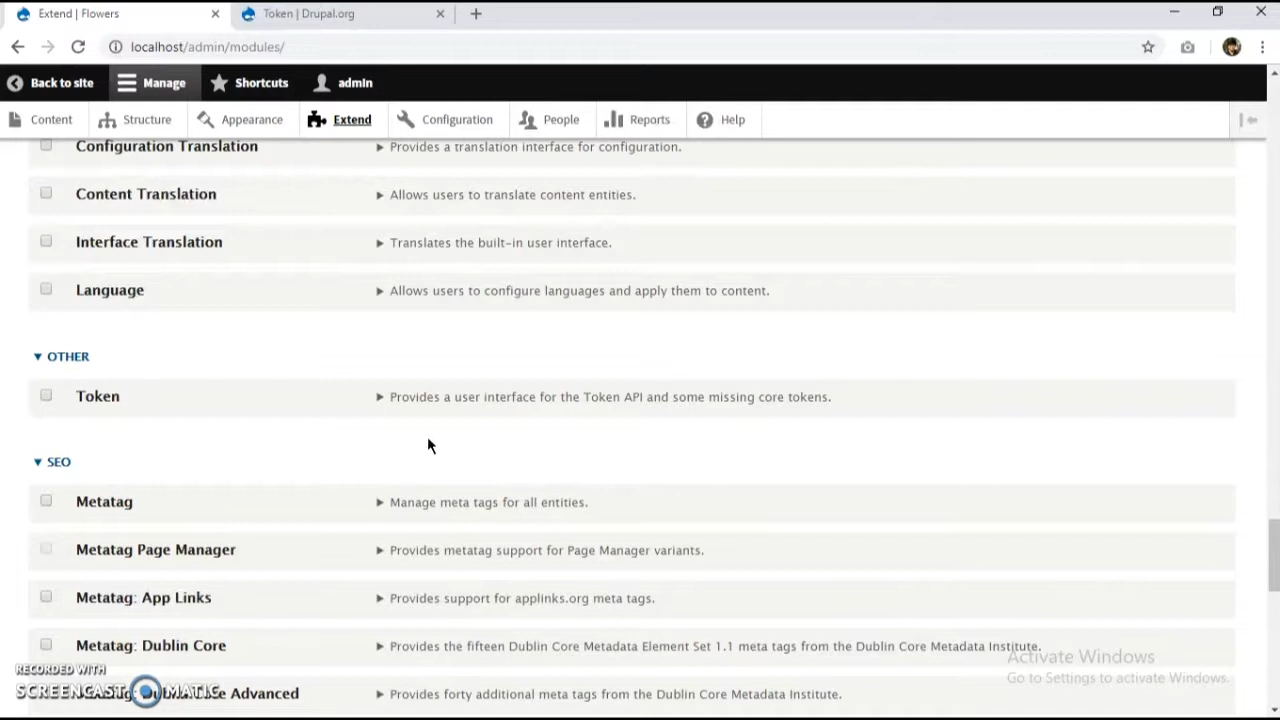 Extend | Flowers
Token | Drupal.org
localhost/admin/modules/
Back to site
Manage
Shortcuts
admin
Content
Structure
Appearance
Extend
Configuration
People
Reports
Help
Configuration Translation
Provides a translation interface for configuration.
Content Translation
Allows users to translate content entities.
Interface Translation
Translates the built-in user interface.
Language
Allows users to configure languages and apply them to content.
OTHER
Token
Provides a user interface for the Token API and some missing core tokens.
SEO
Metatag
Manage meta tags for all entities.
Metatag Page Manager
Provides metatag support for Page Manager variants.
Metatag: App Links
Provides support for applinks.org meta tags.
Metatag: Dublin Core
Provides the fifteen Dublin Core Metadata Element Set 1.1 meta tags from the Dublin Core Metadata Institute.
Activate Windows
Go to Settings to activate Windows.
RECORDED WITH
SCREENCAST MATIC
Advanced
Provides forty additional meta tags from the Dublin Core Metadata Institute.